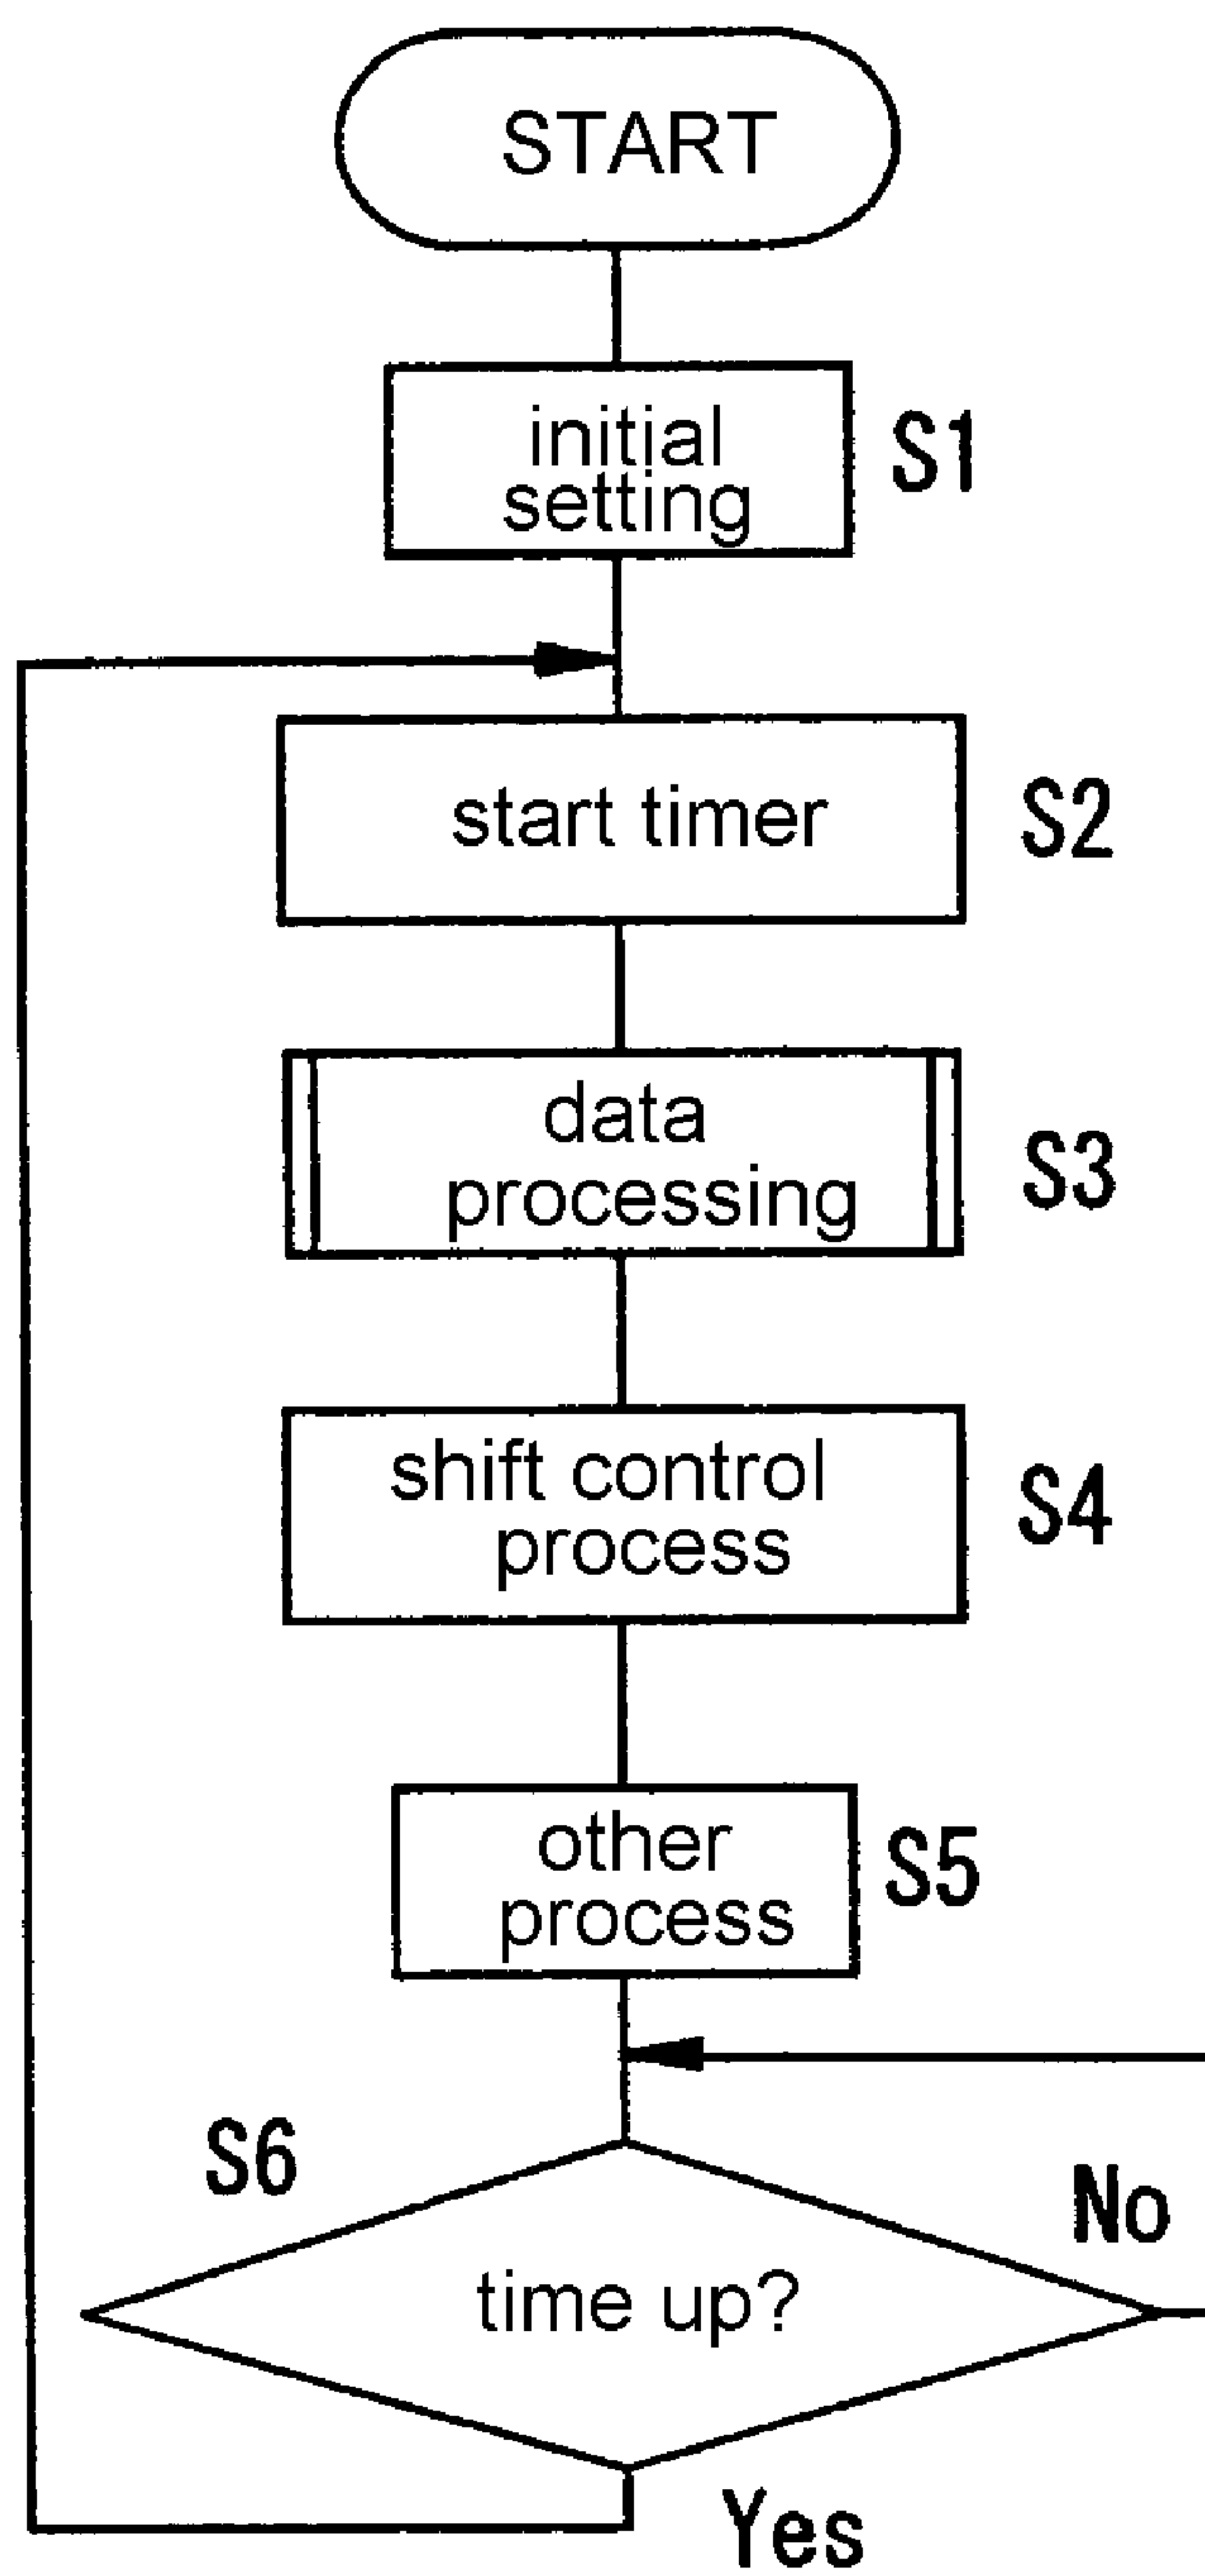 START
initial
setting
S1
start timer
S2
data
processing
S3
shift control
process
S4
other
process
S5
S6
No
time up?
Yes